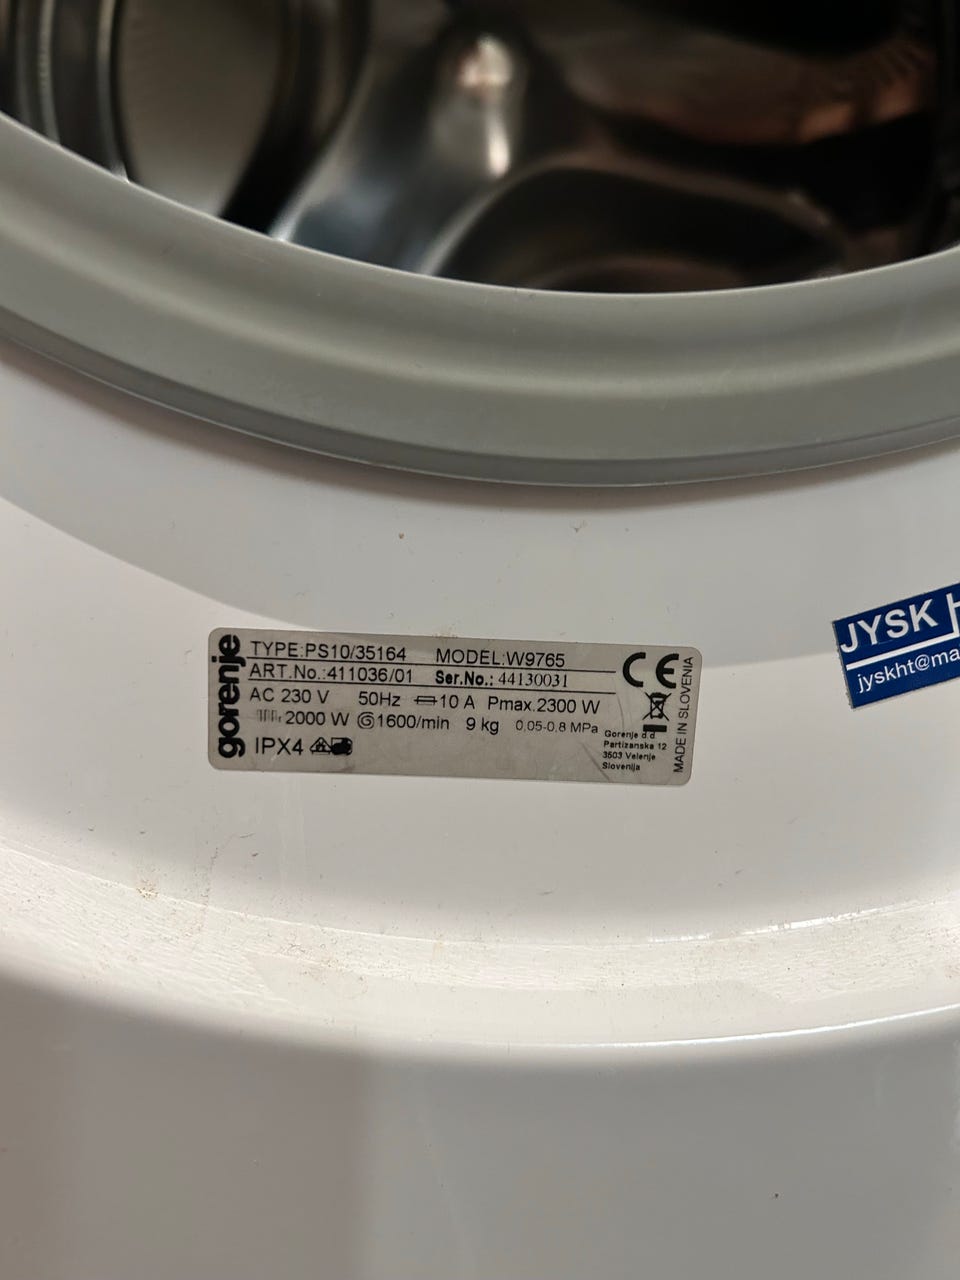 gorenje
TYPE:PS10/35164 MODEL:W9765
ART.No.:411036/01 Ser.No.: 44130031
AC 230 V 50Hz 10 A Pmax.2300 W
2000 W 1600/min 9 kg 0,05-0,8 MPa
IPX4
CE
Gorenje d.d.
Partizanska 12
3503 Velenje
Slovenija
MADE IN SLOVENIA
JYSK
jyskht@ma